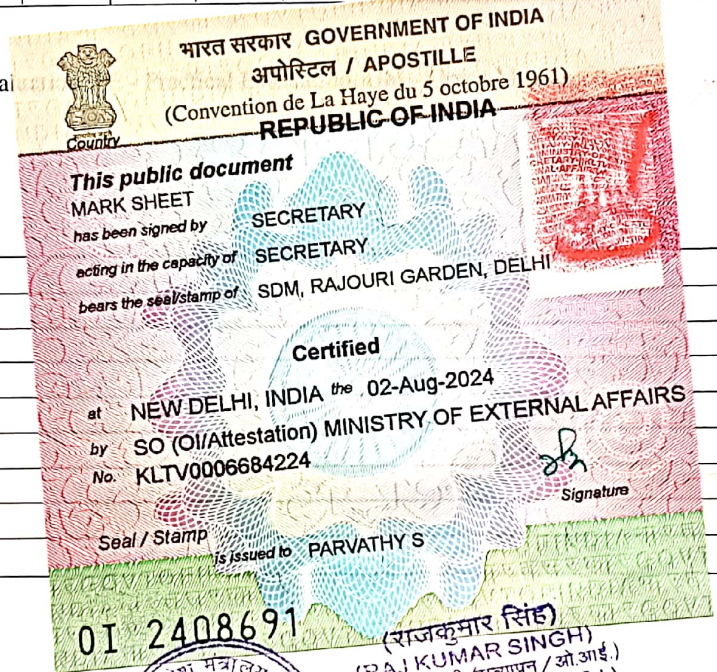 भारत सरकार GOVERNMENT OF INDIA
अपोस्टिल / APOSTILLE
(Convention de La Haye du 5 octobre 1961)
REPUBLIC OF INDIA
Country
This public document
MARK SHEET
has been signed by SECRETARY
acting in the capacity of SECRETARY
bears the seal/stamp of SDM, RAJOURI GARDEN, DELHI
Certified
at NEW DELHI, INDIA the 02-Aug-2024
by SO (OI/Attestation) MINISTRY OF EXTERNAL AFFAIRS
No. KLTV0006684224
Signature
Seal / Stamp
is issued to PARVATHY S
OI 2408691
(राजकुमार सिंह)
(RAJ KUMAR SINGH)